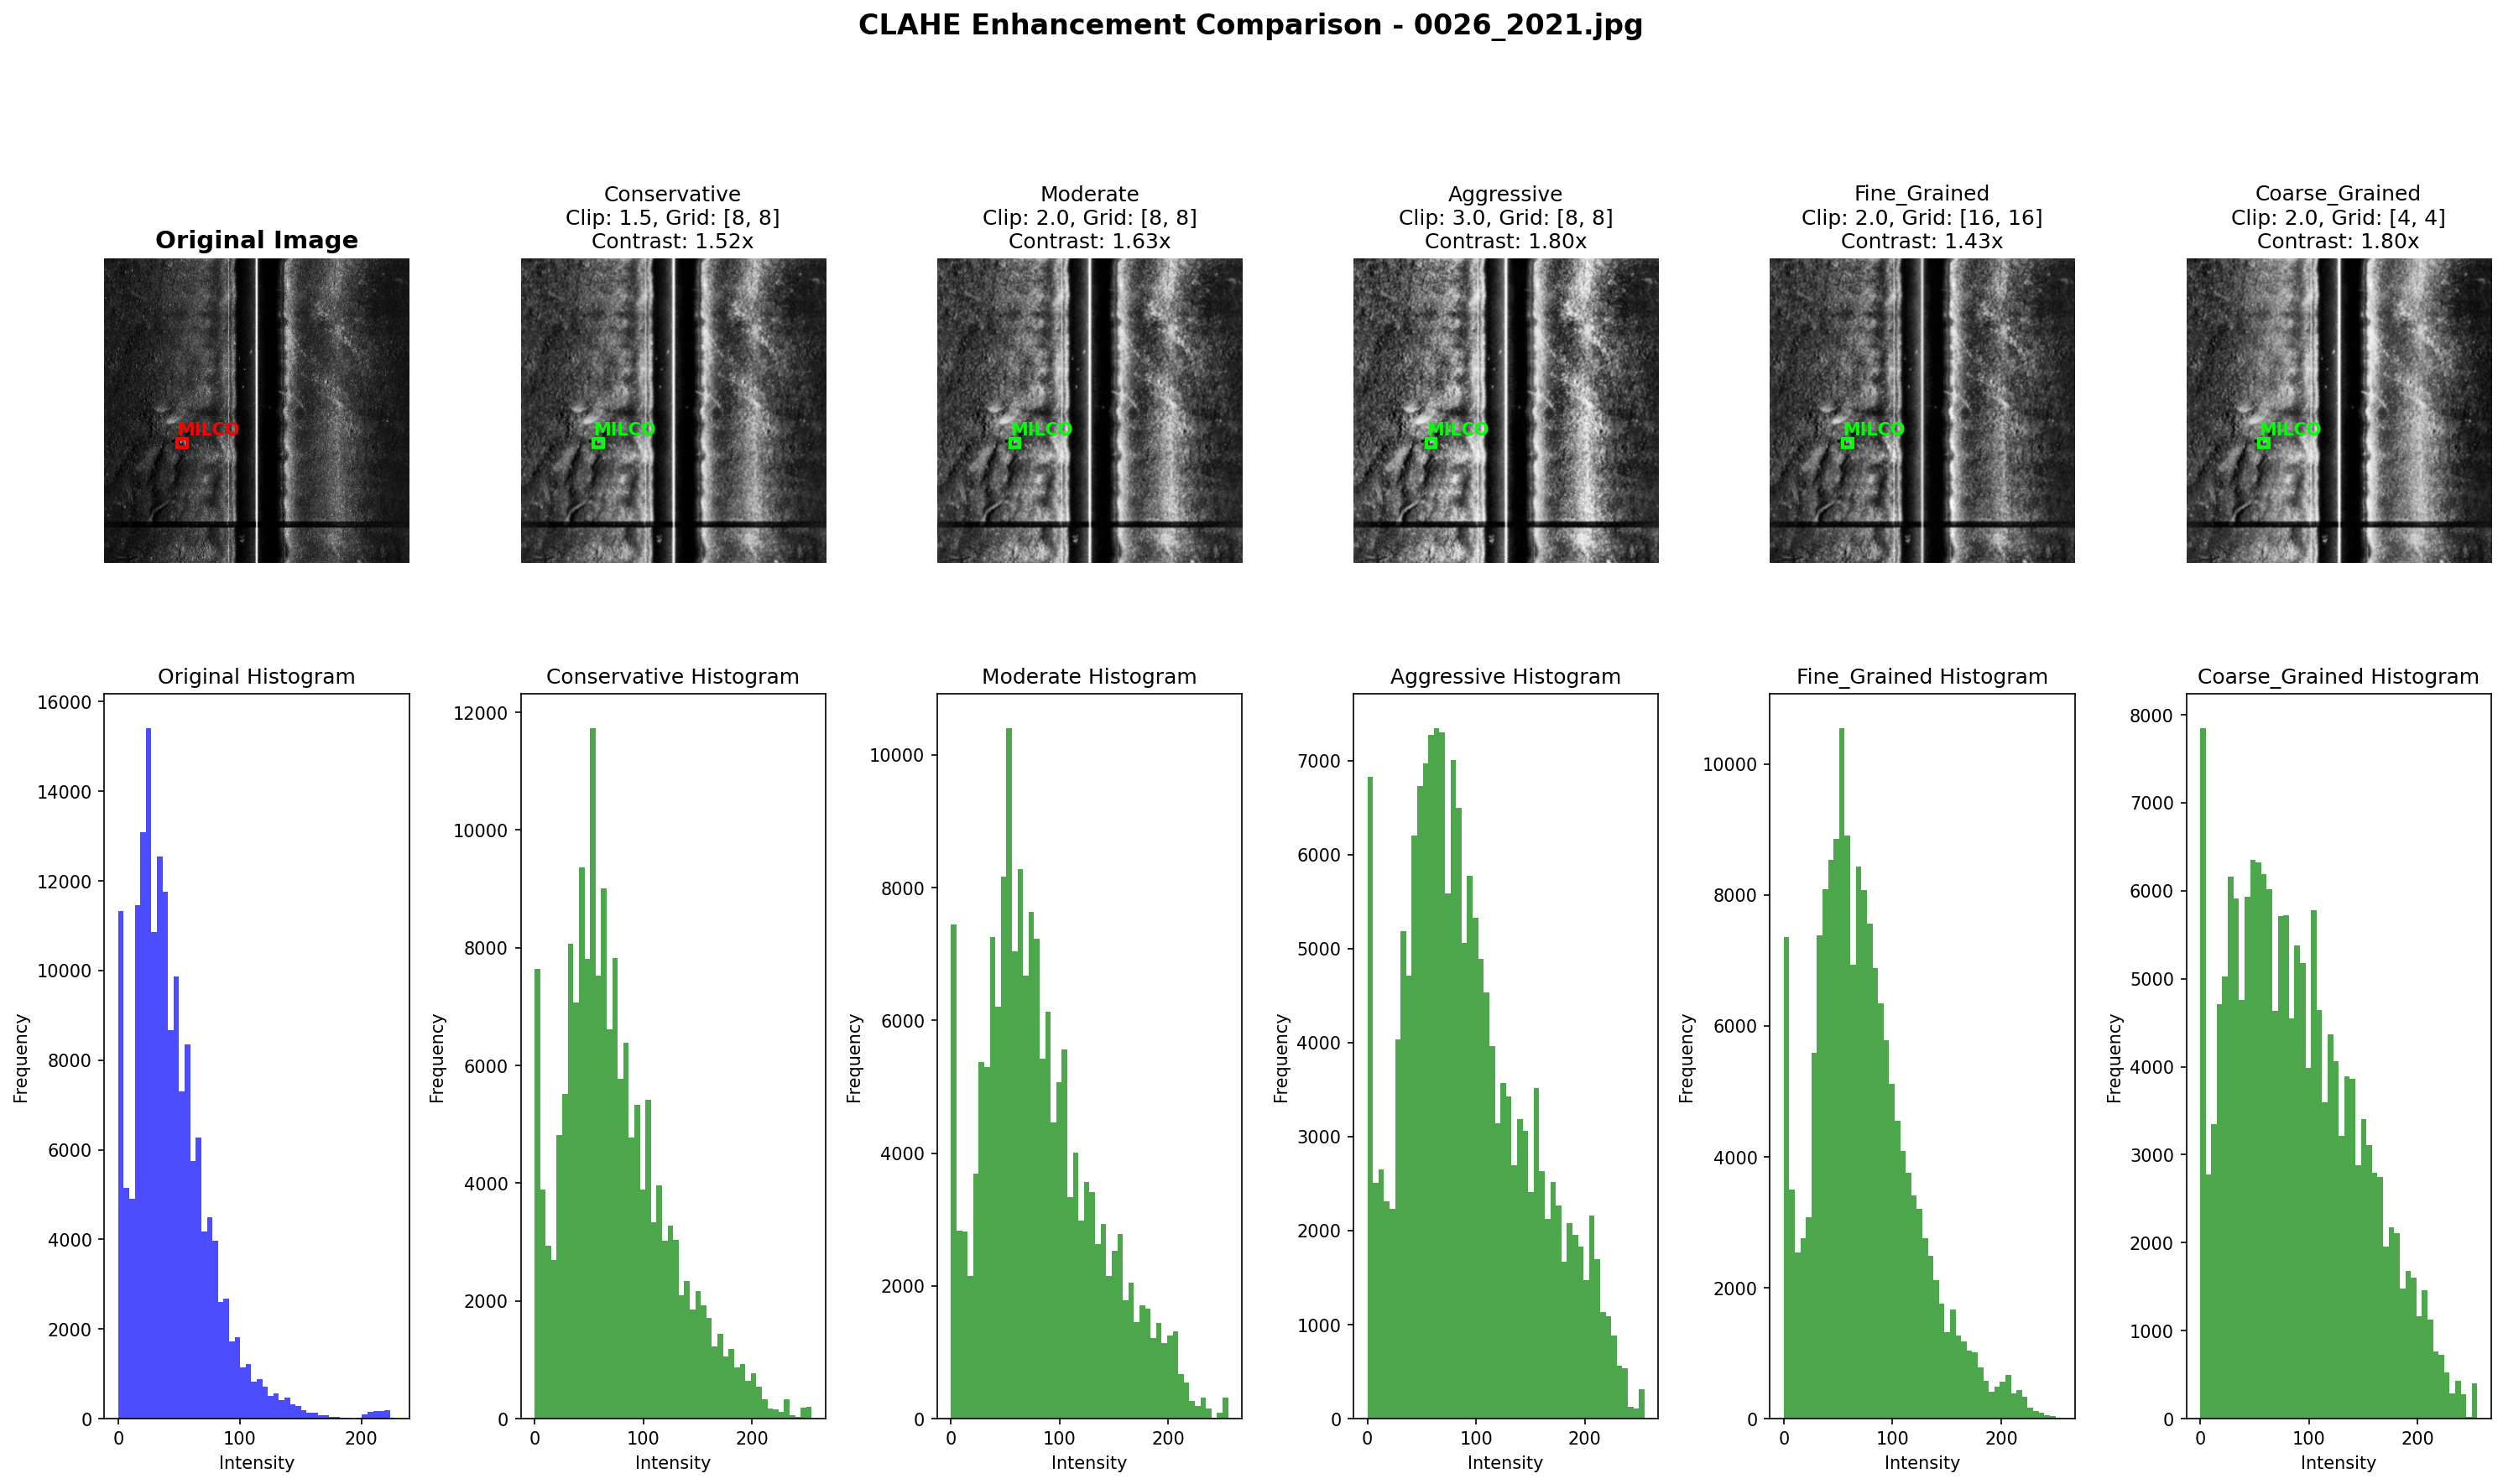 CLAHE Enhancement Comparison - 0026_2021.jpg
Original Image
Conservative
Clip: 1.5, Grid: [8, 8]
Contrast: 1.52x
Moderate
Clip: 2.0, Grid: [8, 8]
Contrast: 1.63x
Aggressive
Clip: 3.0, Grid: [8, 8]
Contrast: 1.80x
Fine_Grained
Clip: 2.0, Grid: [16, 16]
Contrast: 1.43x
Coarse_Grained
Clip: 2.0, Grid: [4, 4]
Contrast: 1.80x
MILCO
MILCO
MILCO
MILCO
MILCO
MILCO
Original Histogram
16000
14000
12000
10000
8000
6000
4000
2000
0
Frequency
0 100 200
Intensity
Conservative Histogram
12000
10000
8000
6000
4000
2000
0
Frequency
0 100 200
Intensity
Moderate Histogram
10000
8000
6000
4000
2000
0
Frequency
0 100 200
Intensity
Aggressive Histogram
7000
6000
5000
4000
3000
2000
1000
0
Frequency
0 100 200
Intensity
Fine_Grained Histogram
10000
8000
6000
4000
2000
0
Frequency
0 100 200
Intensity
Coarse_Grained Histogram
8000
7000
6000
5000
4000
3000
2000
1000
0
Frequency
0 100 200
Intensity